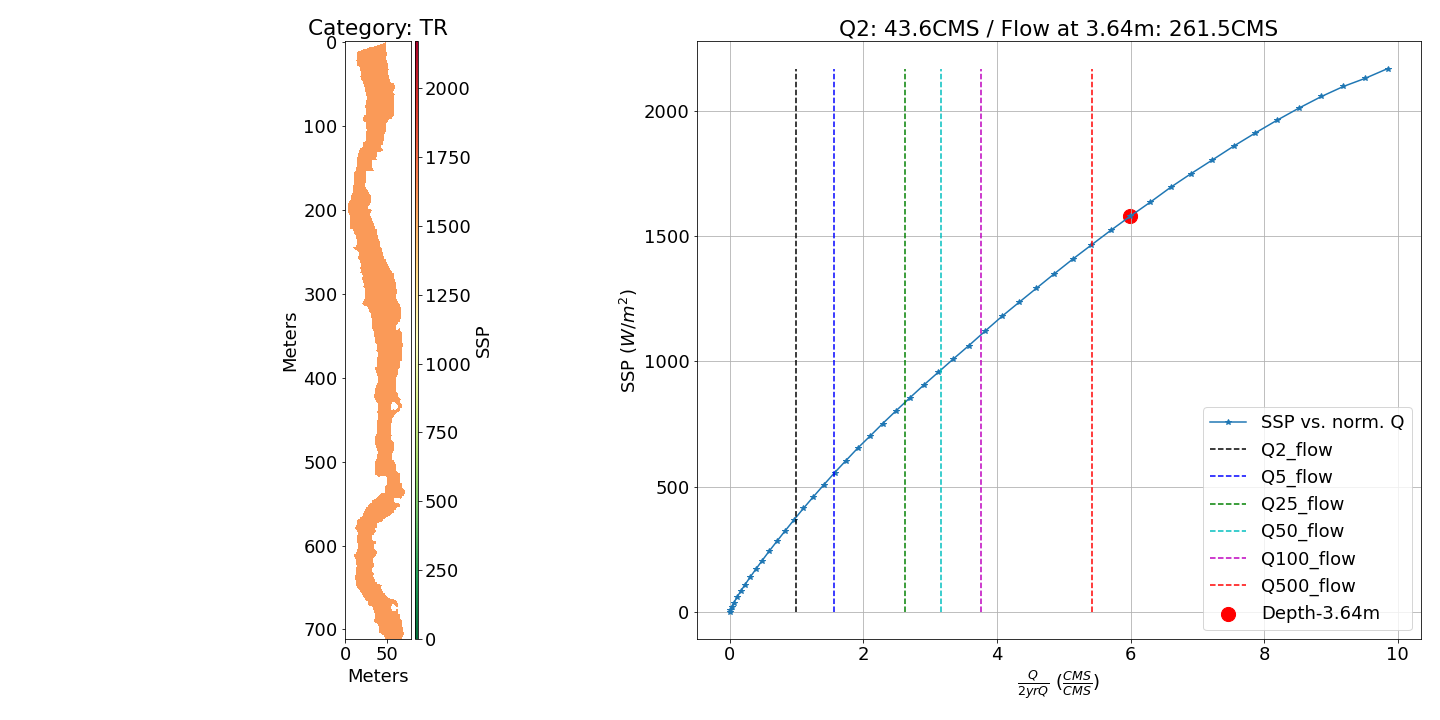 Category: TR
0
100
200
300
400
500
600
700
Meters
0 50
Meters
2000
1750
1500
1250
1000
750
500
250
0
SSP
Q2: 43.6CMS / Flow at 3.64m: 261.5CMS
2000
1500
1000
500
0
SSP (W/m²)
0 2 4 6 8 10
Q/2yrQ (CMS/CMS)
SSP vs. norm. Q
Q2_flow
Q5_flow
Q25_flow
Q50_flow
Q100_flow
Q500_flow
Depth-3.64m